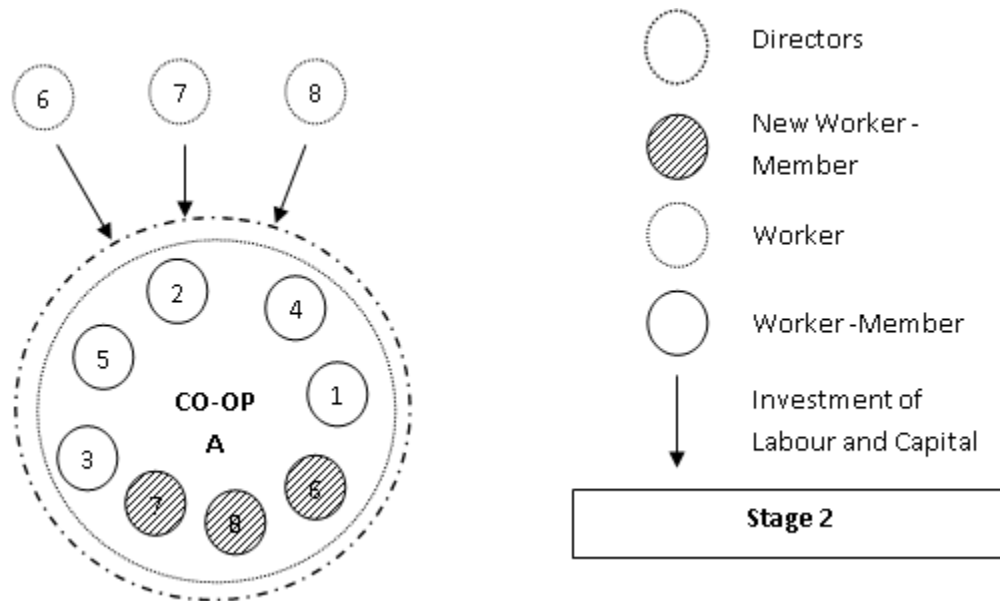 6
7
8
2
4
5
1
CO-OP
A
3
6
7
8
Directors
New Worker -
Member
Worker
Worker -Member
Investment of
Labour and Capital
Stage 2